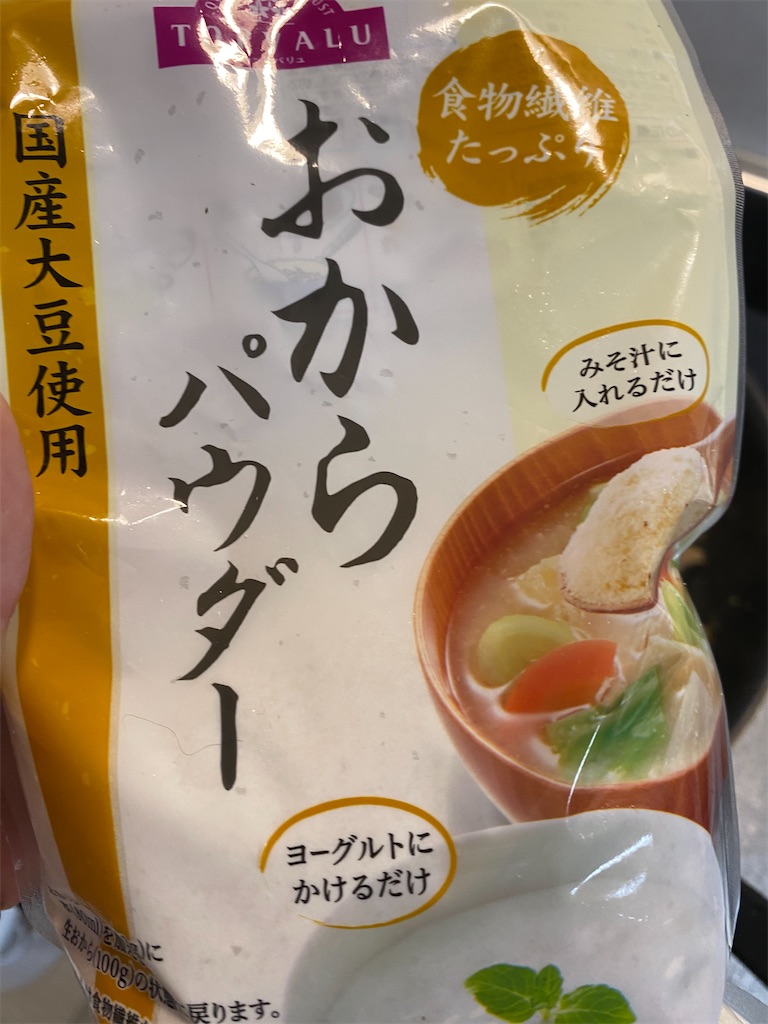 食物繊維
たっぷり
おから
パウダー
国産大豆使用
みそ汁に
入れるだけ
ヨーグルトに
かけるだけ
生おから(100g)の状態に戻ります。